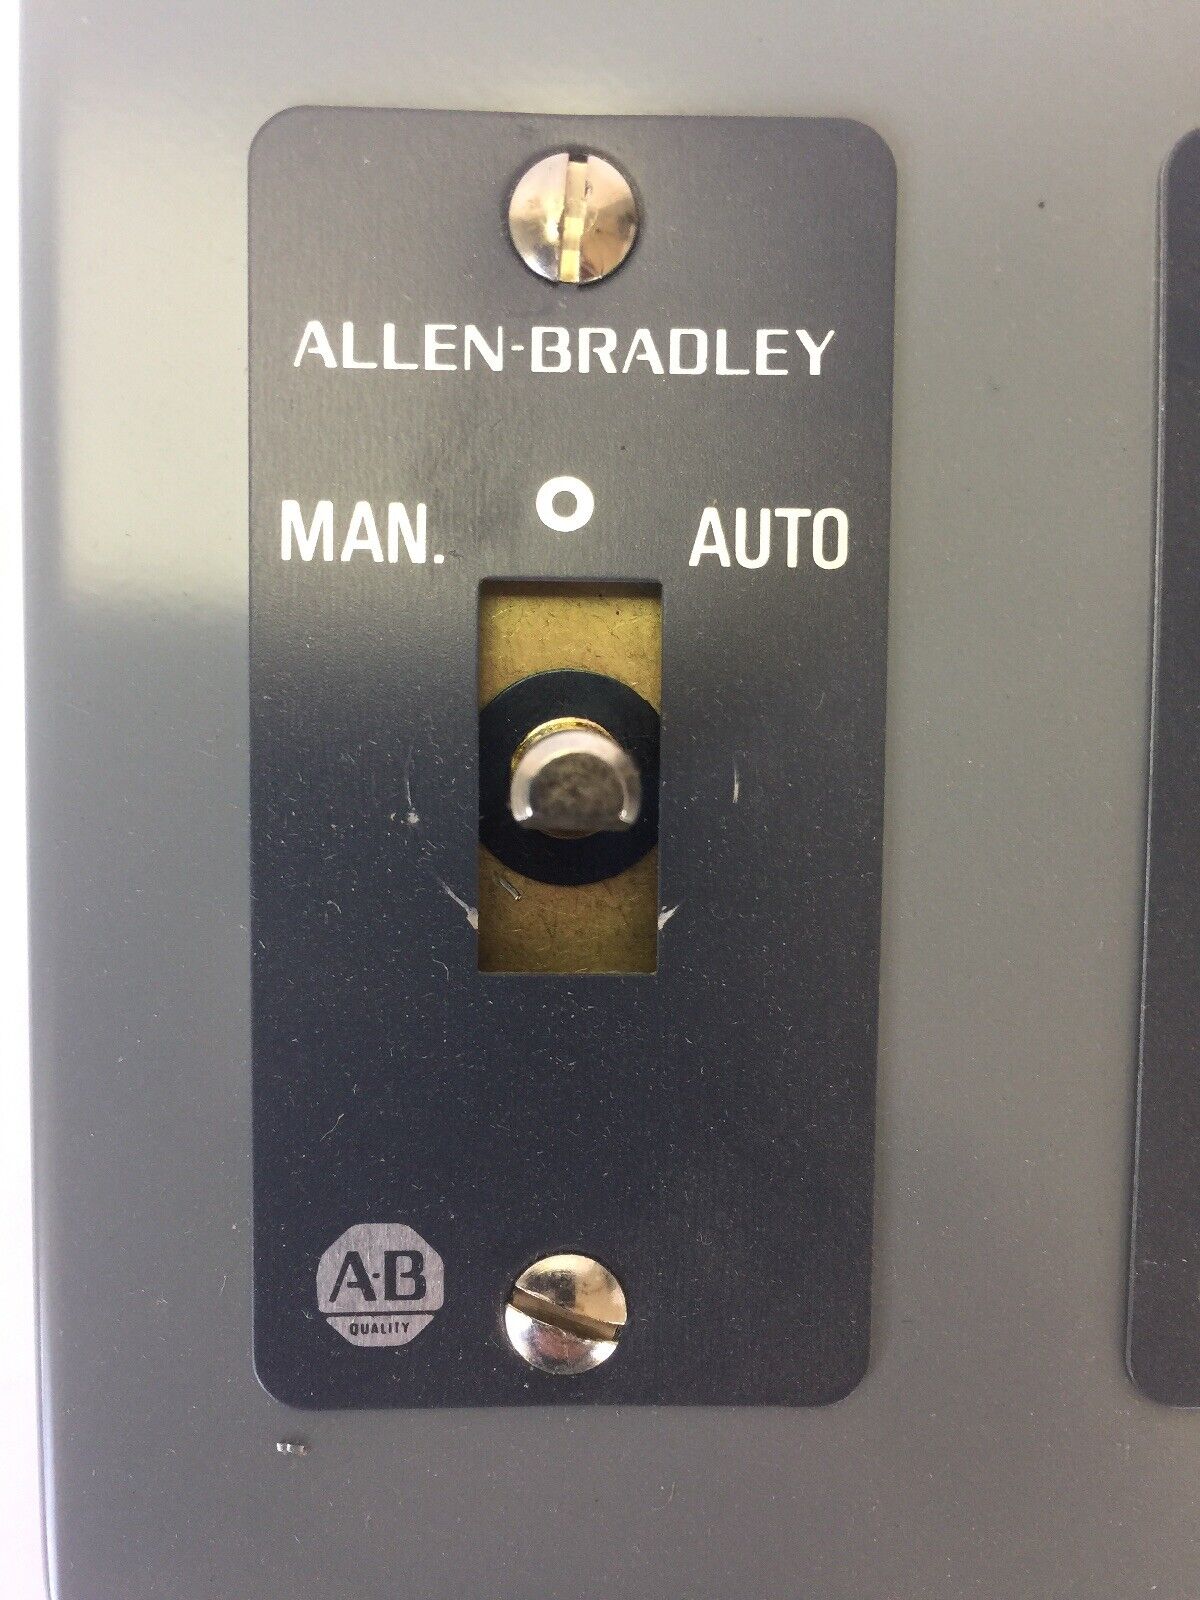 ALLEN-BRADLEY
MAN. O AUTO
A·B
QUALITY